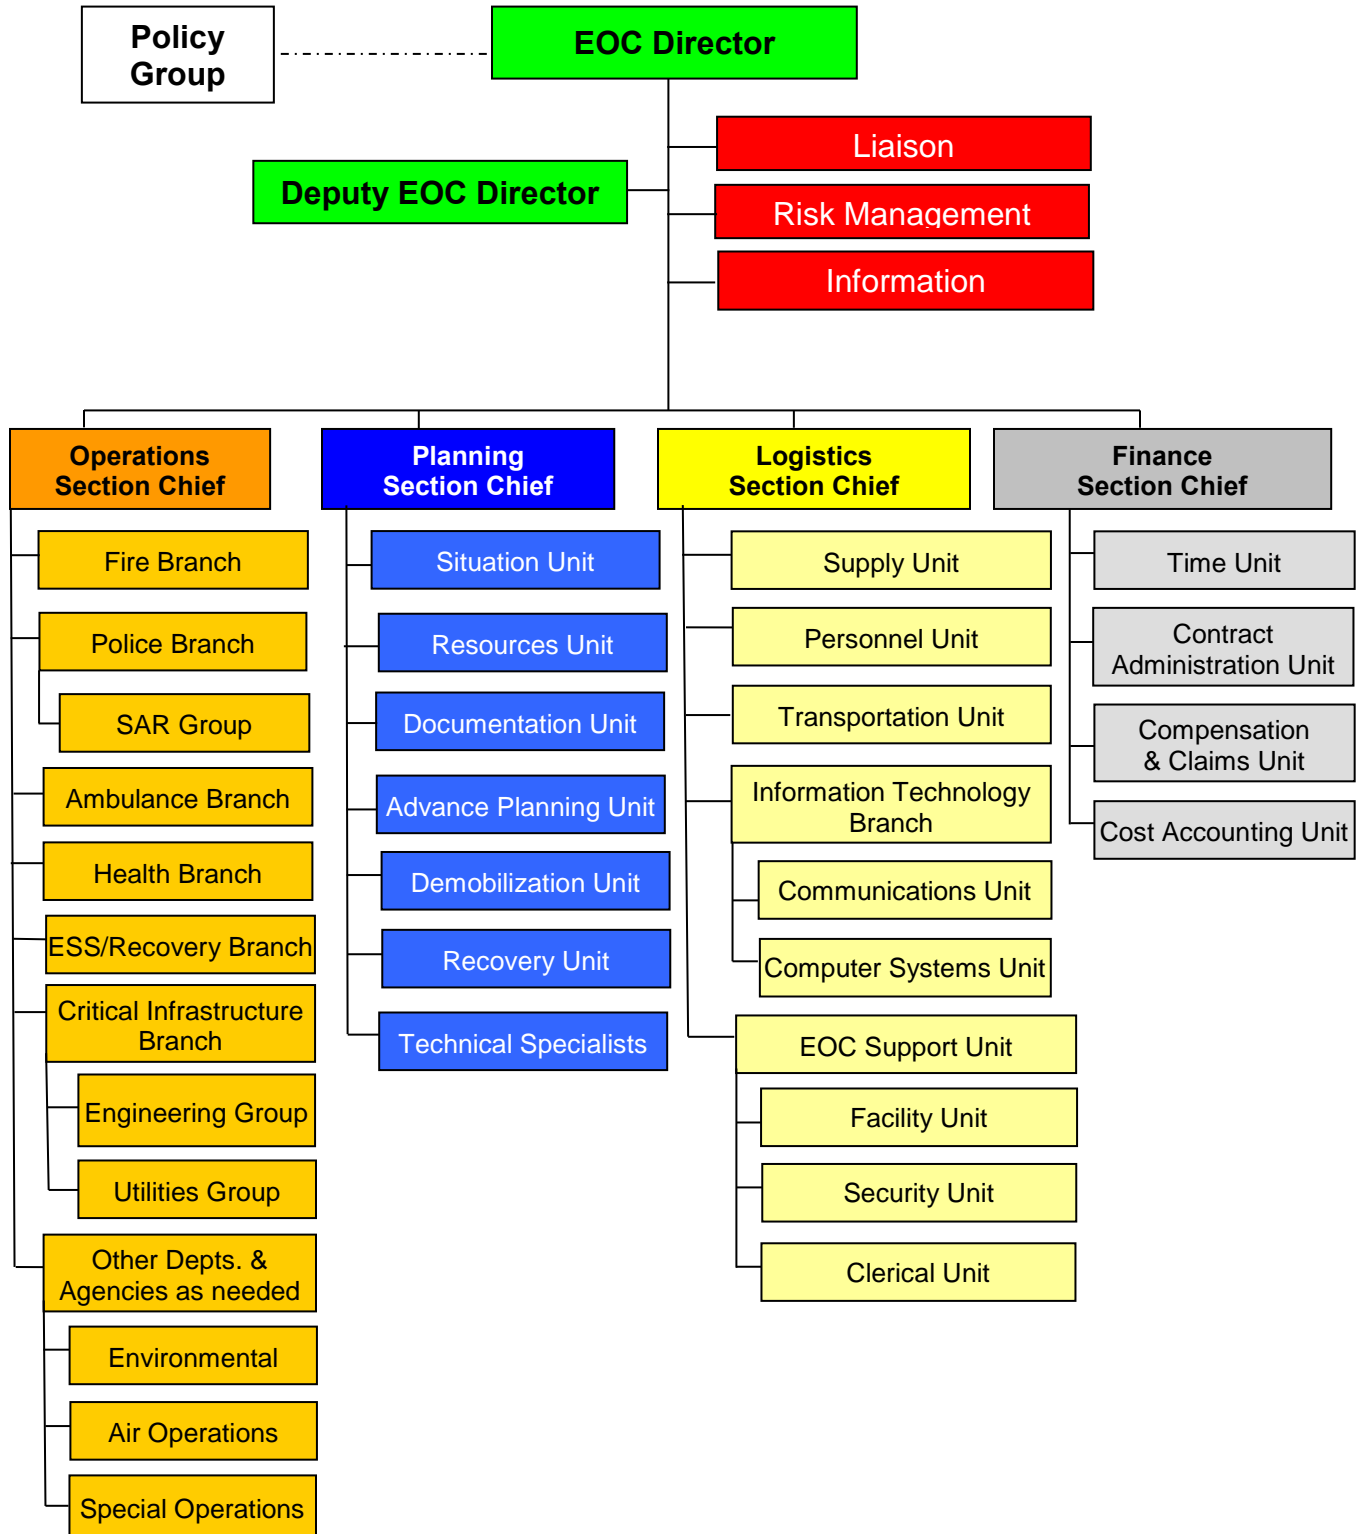 Policy
Group
EOC Director
Liaison
Deputy EOC Director
Risk Management
Information
Operations
Section Chief
Fire Branch
Police Branch
SAR Group
Ambulance Branch
Health Branch
ESS/Recovery Branch
Critical Infrastructure
Branch
Engineering Group
Utilities Group
Other Depts. &
Agencies as needed
Environmental
Air Operations
Special Operations
Planning
Section Chief
Situation Unit
Resources Unit
Documentation Unit
Advance Planning Unit
Demobilization Unit
Recovery Unit
Technical Specialists
Logistics
Section Chief
Supply Unit
Personnel Unit
Transportation Unit
Information Technology
Branch
Communications Unit
Computer Systems Unit
EOC Support Unit
Facility Unit
Security Unit
Clerical Unit
Finance
Section Chief
Time Unit
Contract
Administration Unit
Compensation
& Claims Unit
Cost Accounting Unit